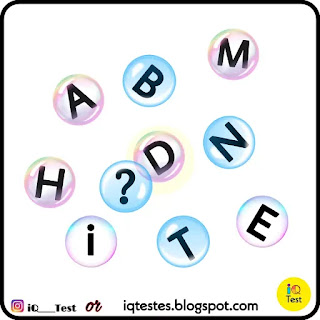 M
B
A
N
D
H
?
i
T
E
iQ
Test
iQ___Test or iqtestes.blogspot.com